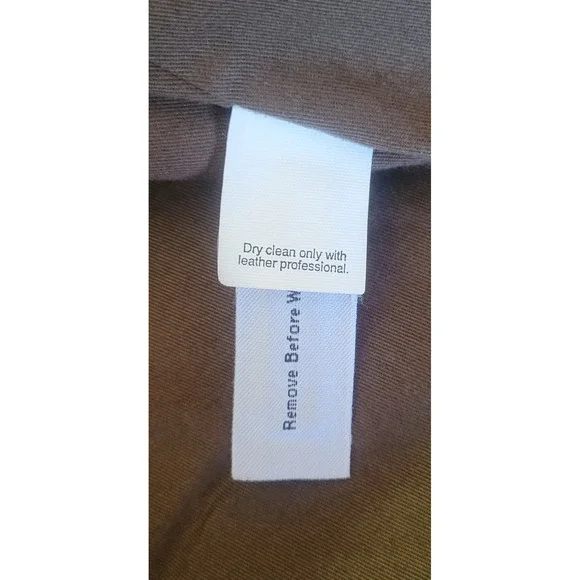 Dry clean only with
leather professional.
Remove Before W